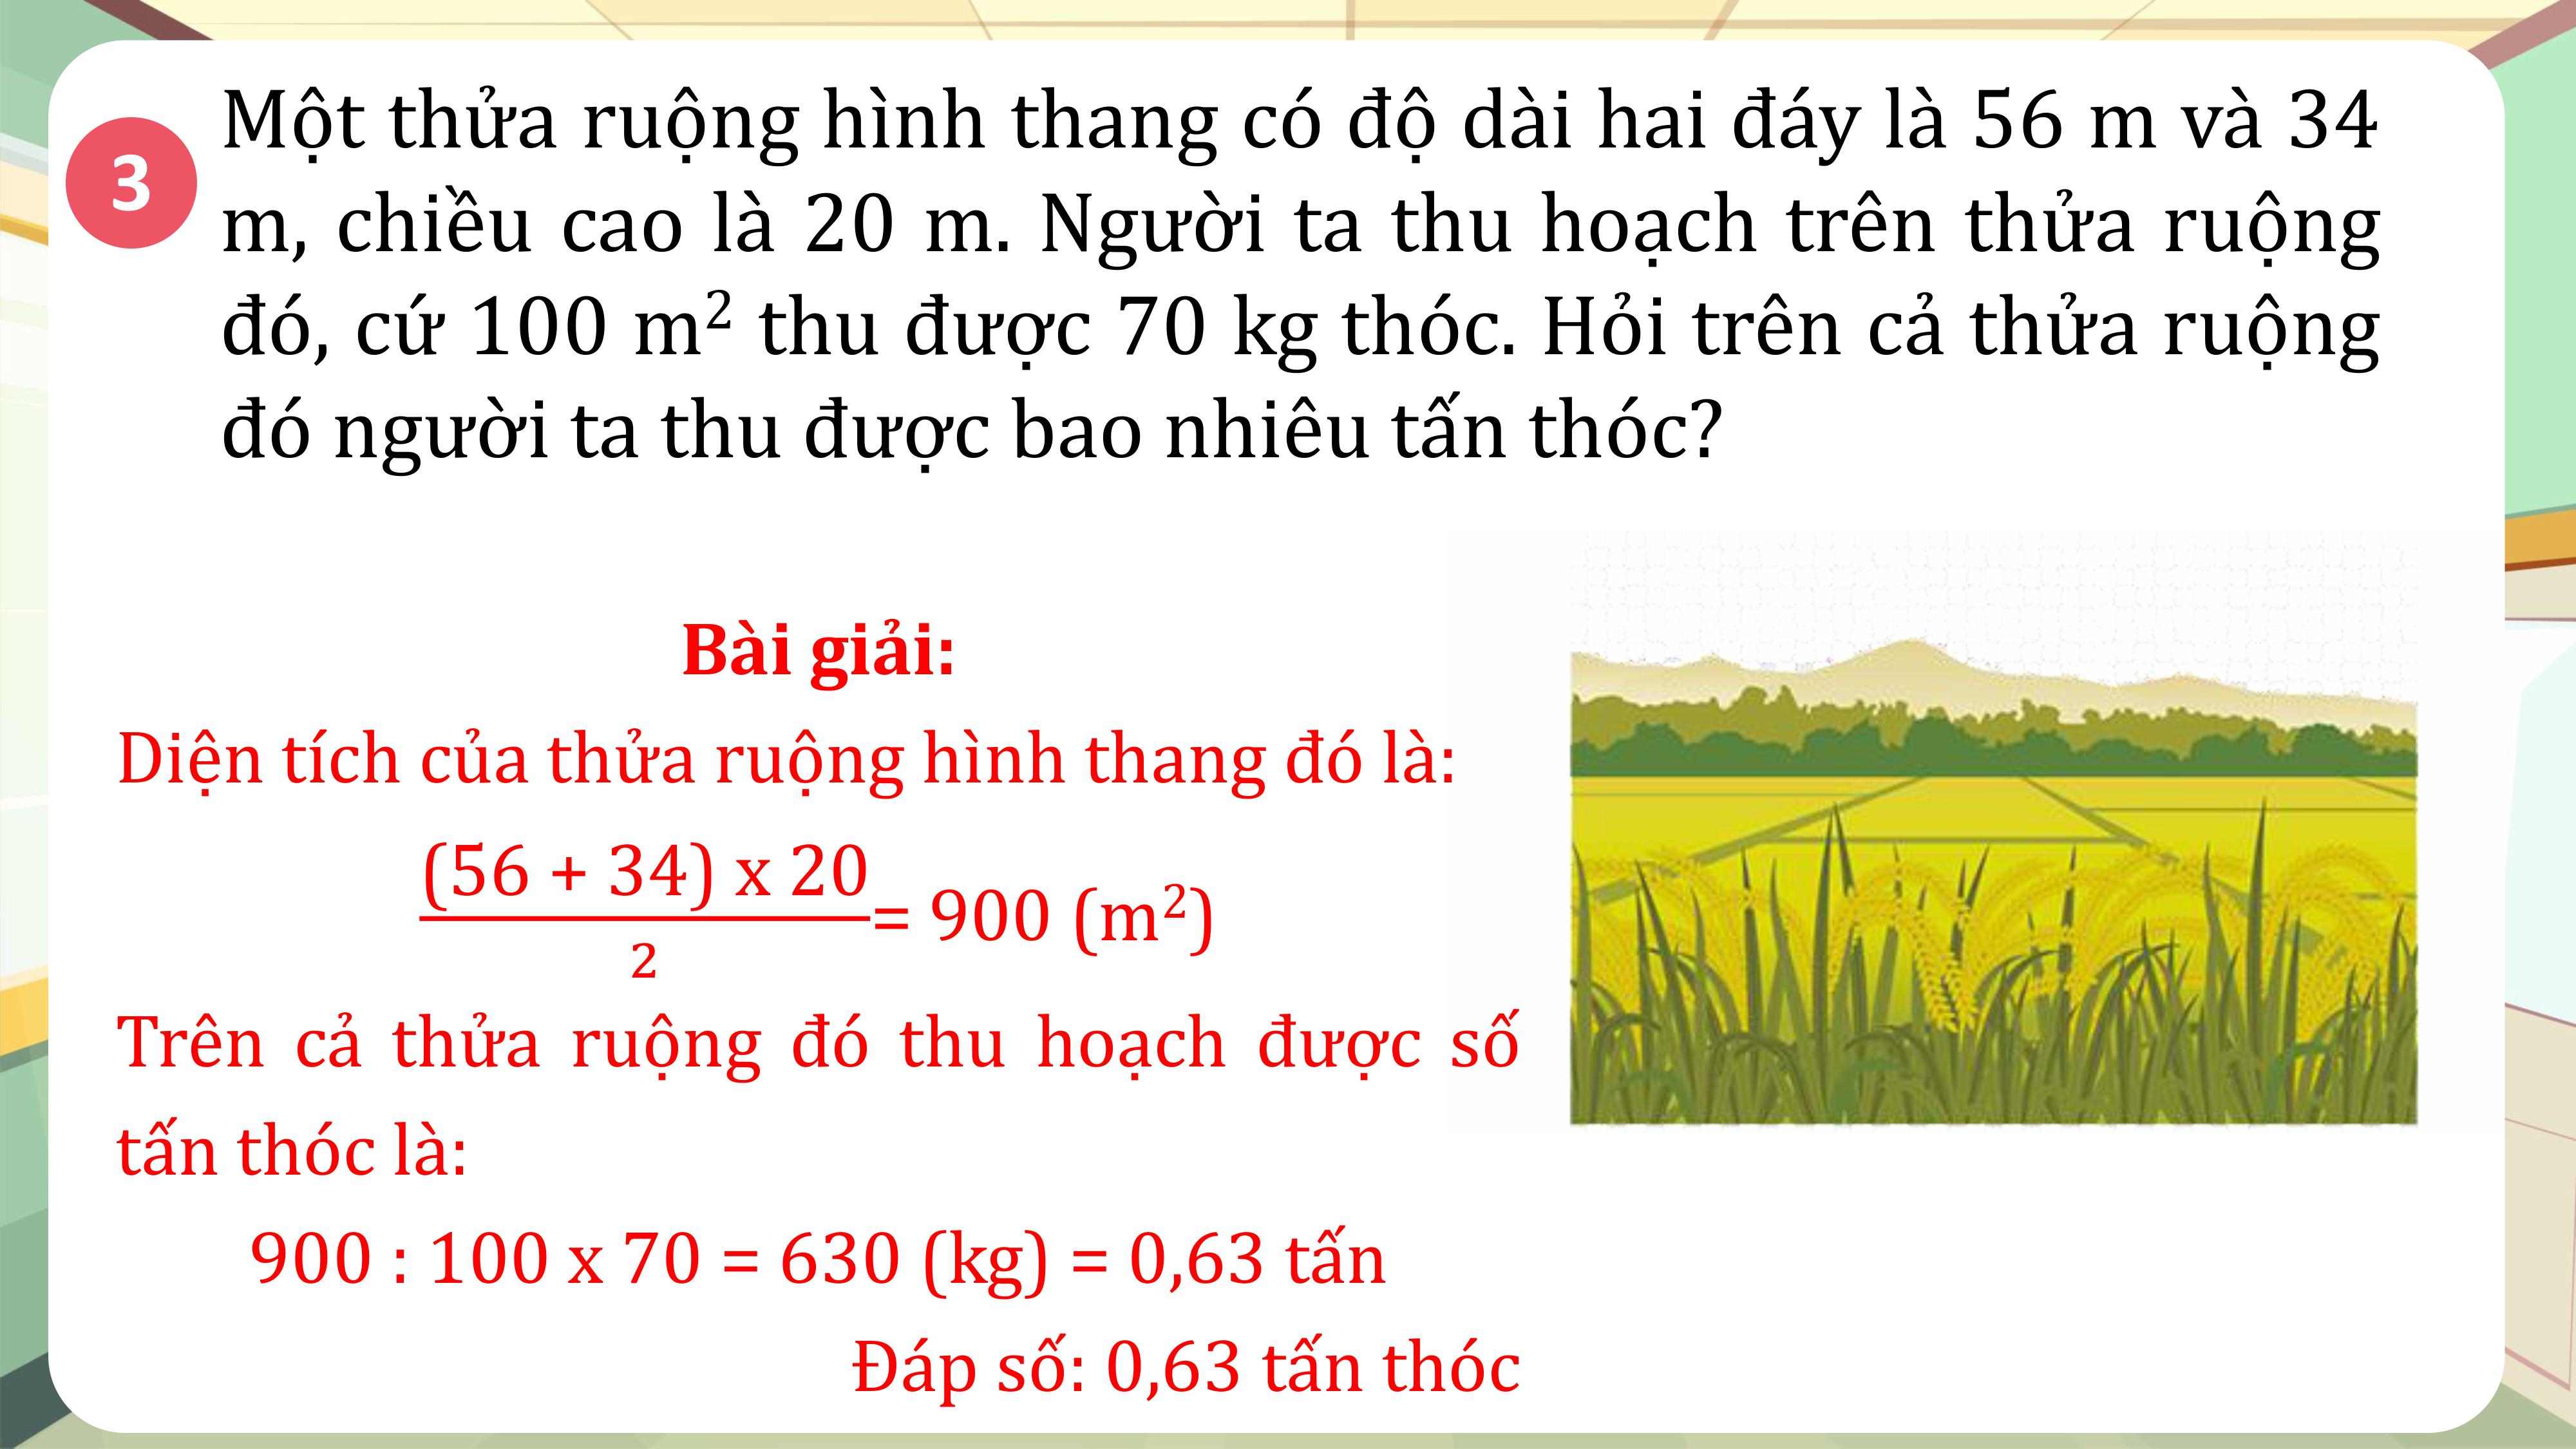 3
Một thửa ruộng hình thang có độ dài hai đáy là 56 m và 34
m, chiều cao là 20 m. Người ta thu hoạch trên thửa ruộng
đó, cứ 100 m² thu được 70 kg thóc. Hỏi trên cả thửa ruộng
đó người ta thu được bao nhiêu tấn thóc?
Bài giải:
Diện tích của thửa ruộng hình thang đó là:
(56 + 34) x 20
2
= 900 (m²)
Trên cả thửa ruộng đó thu hoạch được số
tấn thóc là:
900 : 100 x 70 = 630 (kg) = 0,63 tấn
Đáp số: 0,63 tấn thóc